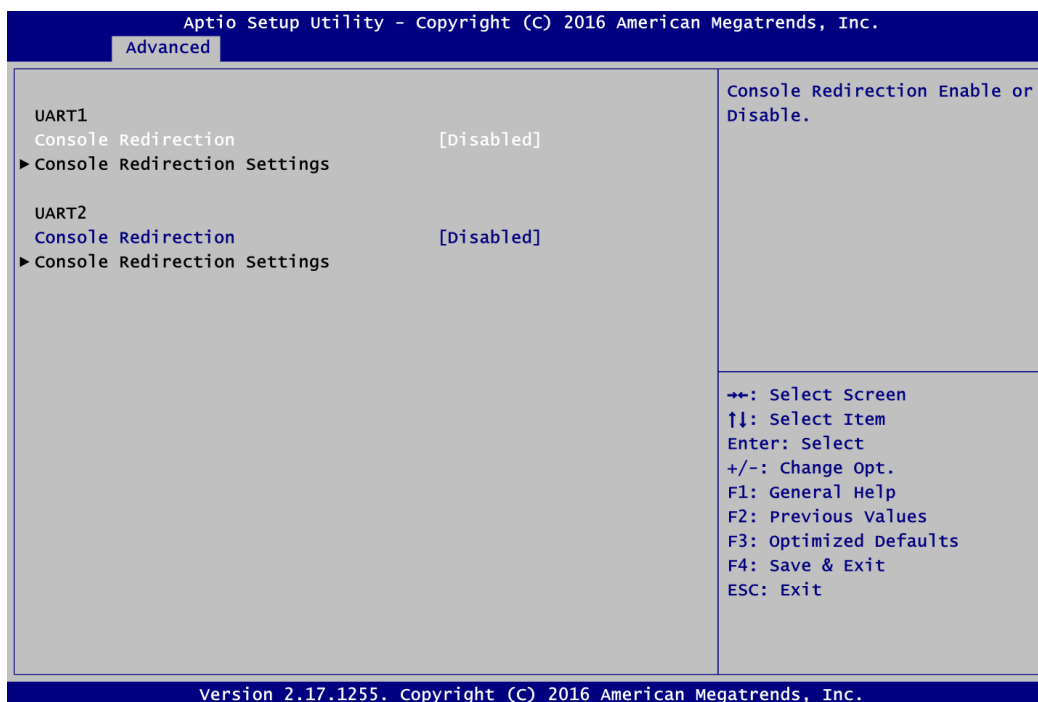 Aptio Setup Utility - Copyright (C) 2016 American Megatrends, Inc.
Advanced
UART1
Console Redirection [Disabled]
►Console Redirection Settings
UART2
Console Redirection [Disabled]
►Console Redirection Settings
Console Redirection Enable or
Disable.
→←: Select Screen
↑↓: Select Item
Enter: Select
+/-: Change Opt.
F1: General Help
F2: Previous Values
F3: Optimized Defaults
F4: Save & Exit
ESC: Exit
Version 2.17.1255. Copyright (C) 2016 American Megatrends, Inc.